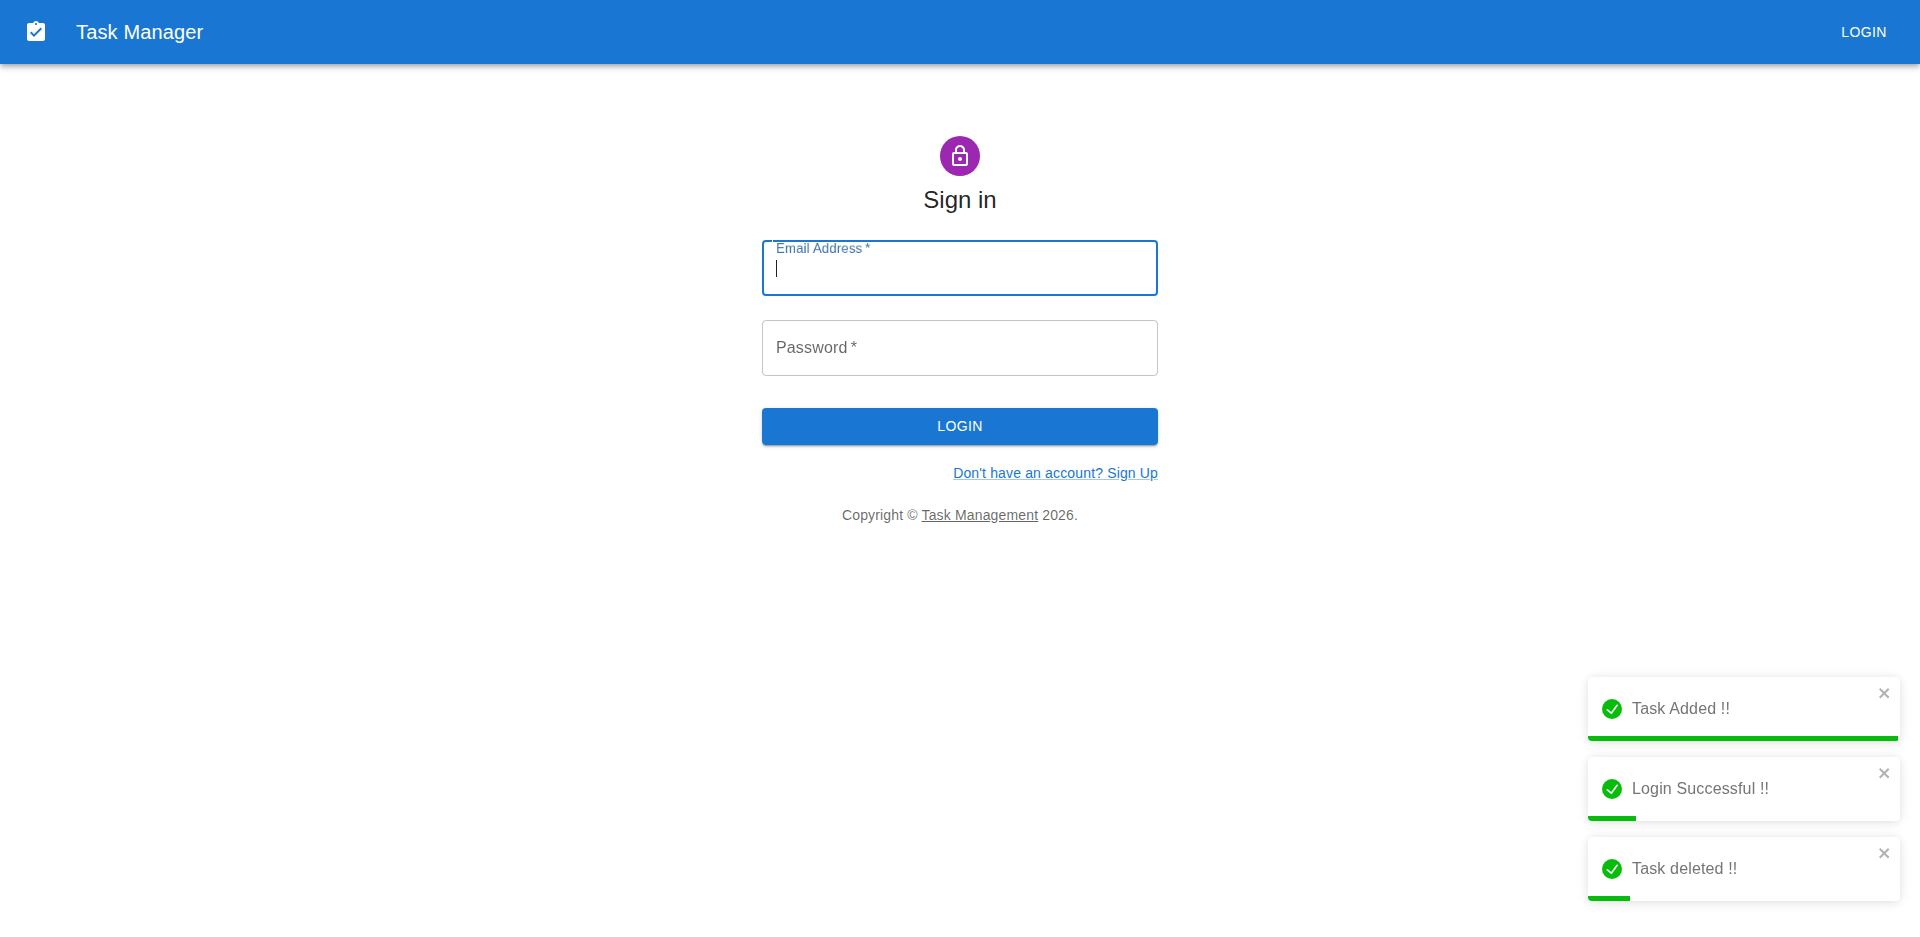 Task Manager
LOGIN
Sign in
Email Address *
Password *
LOGIN
Don't have an account? Sign Up
Copyright © Task Management 2026.
Task Added !!
Login Successful !!
Task deleted !!